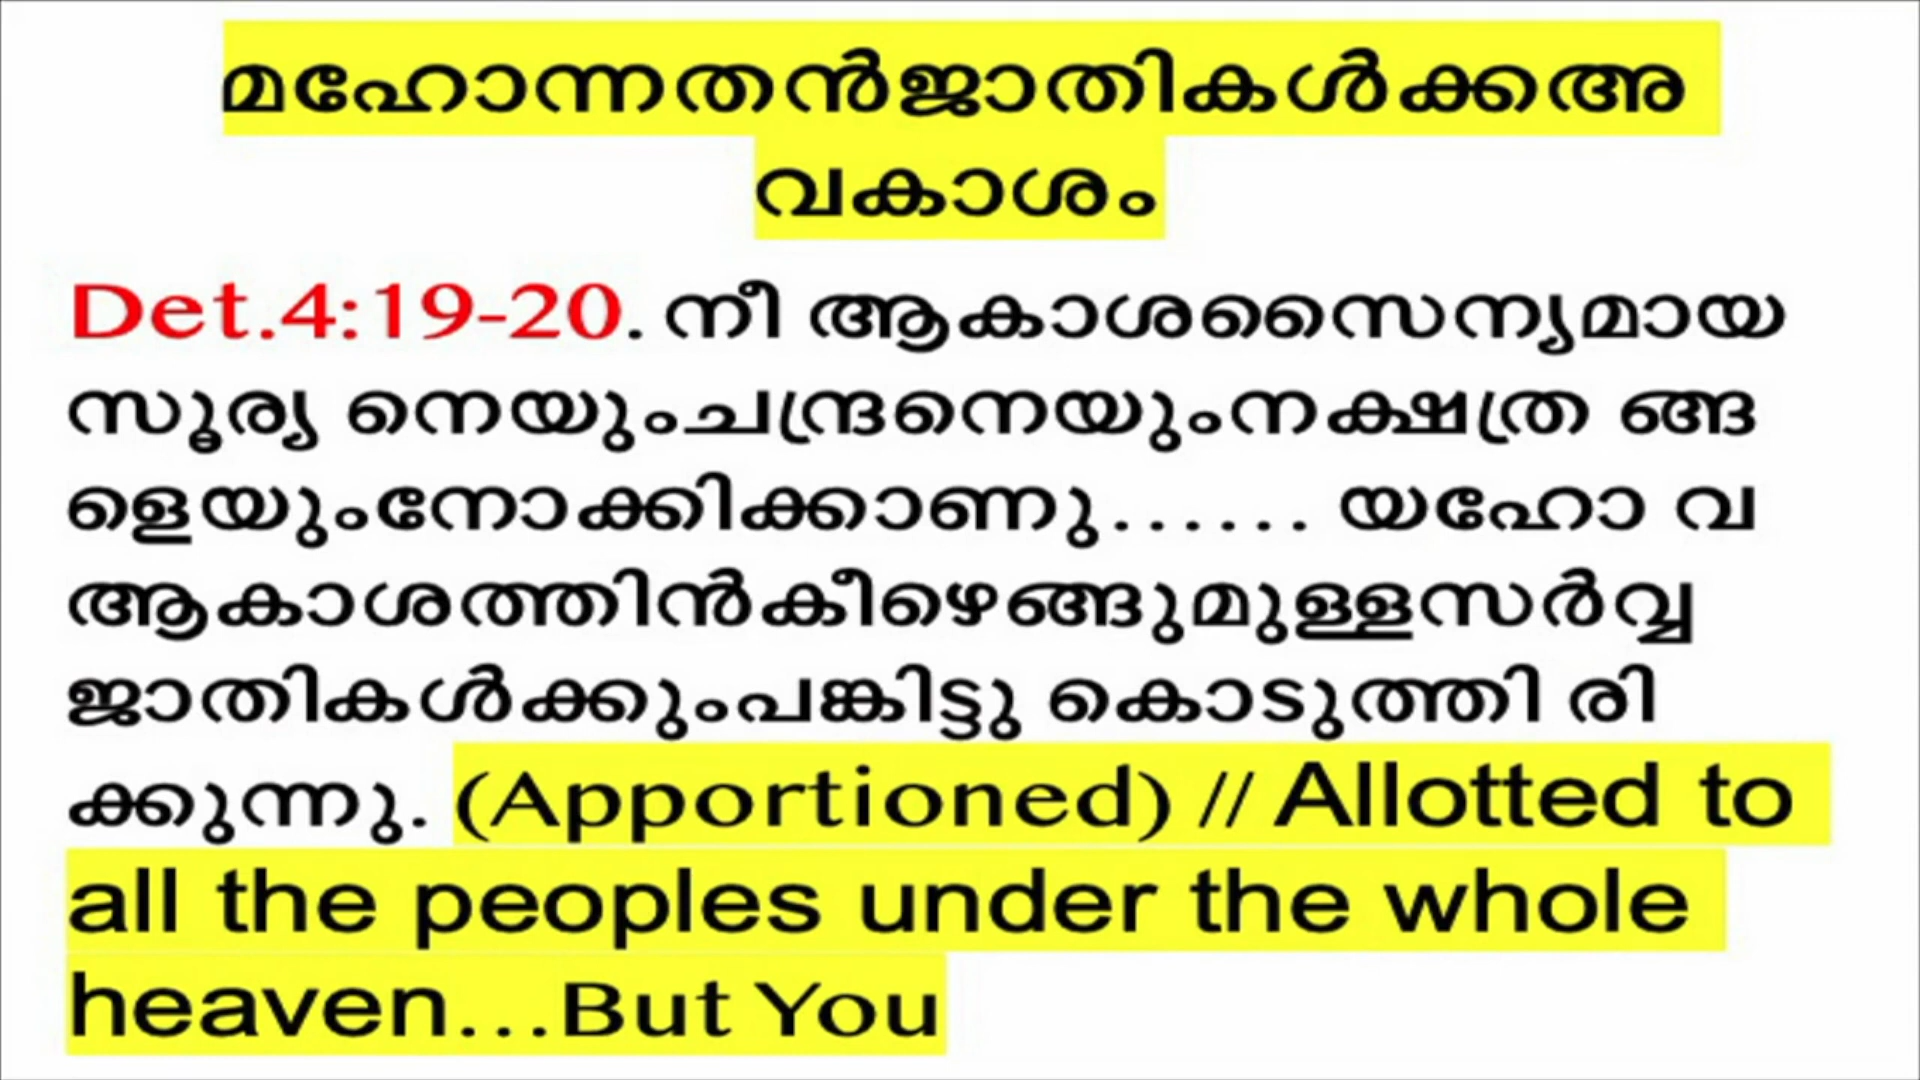 മഹോന്നതൻജാതികൾക്കഅ
വകാശം
Det.4:19-20. നീ ആകാശസൈന്യമായ
സൂര്യ നെയുംചന്ദ്രനെയുംനക്ഷത്ര ങ്ങ
ളെയുംനോക്കിക്കാണു...... യഹോ വ
ആകാശത്തിൻകീഴെങ്ങുമുള്ളസർവ്വ
ജാതികൾക്കുംപങ്കിട്ടു കൊടുത്തി രി
ക്കുന്നു. (Apportioned) // Allotted to
all the peoples under the whole
heaven...But You